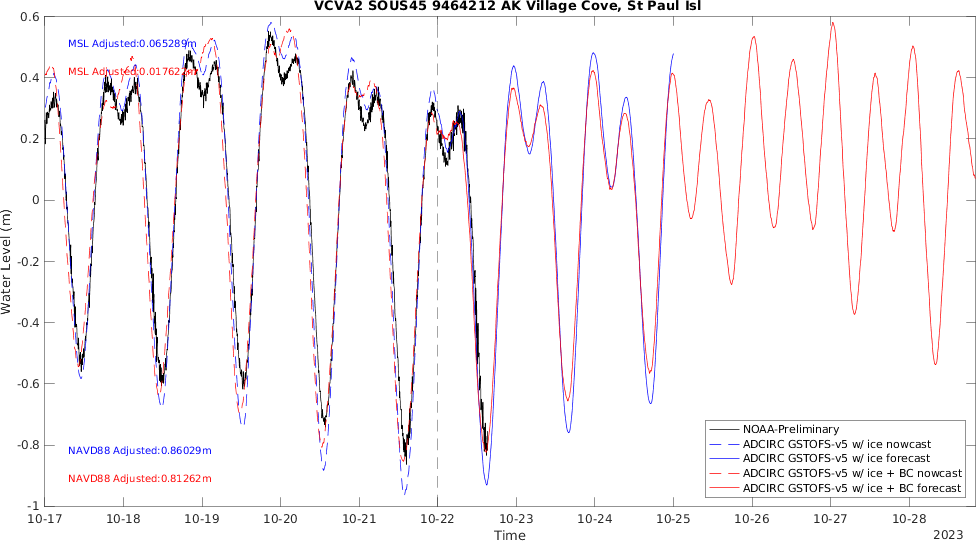 VCVA2 SOUS45 9464212 AK Village Cove, St Paul Isl
0.6
0.4
0.2
0
-0.2
-0.4
-0.6
-0.8
-1
Water Level (m)
MSL Adjusted:0.065289m
MSL Adjusted:0.017622m
NAVD88 Adjusted:0.86029m
NAVD88 Adjusted:0.81262m
NOAA-Preliminary
ADCIRC GSTOFS-v5 w/ ice nowcast
ADCIRC GSTOFS-v5 w/ ice forecast
ADCIRC GSTOFS-v5 w/ ice + BC nowcast
ADCIRC GSTOFS-v5 w/ ice + BC forecast
10-17 10-18 10-19 10-20 10-21 10-22 10-23 10-24 10-25 10-26 10-27 10-28
Time
2023